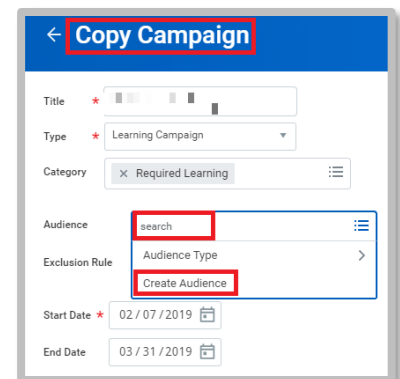 ← Copy Campaign
Title *
Type * Learning Campaign
Category × Required Learning
Audience search
Audience Type >
Exclusion Rule
Create Audience
Start Date * 02 / 07 / 2019
End Date 03 / 31 / 2019